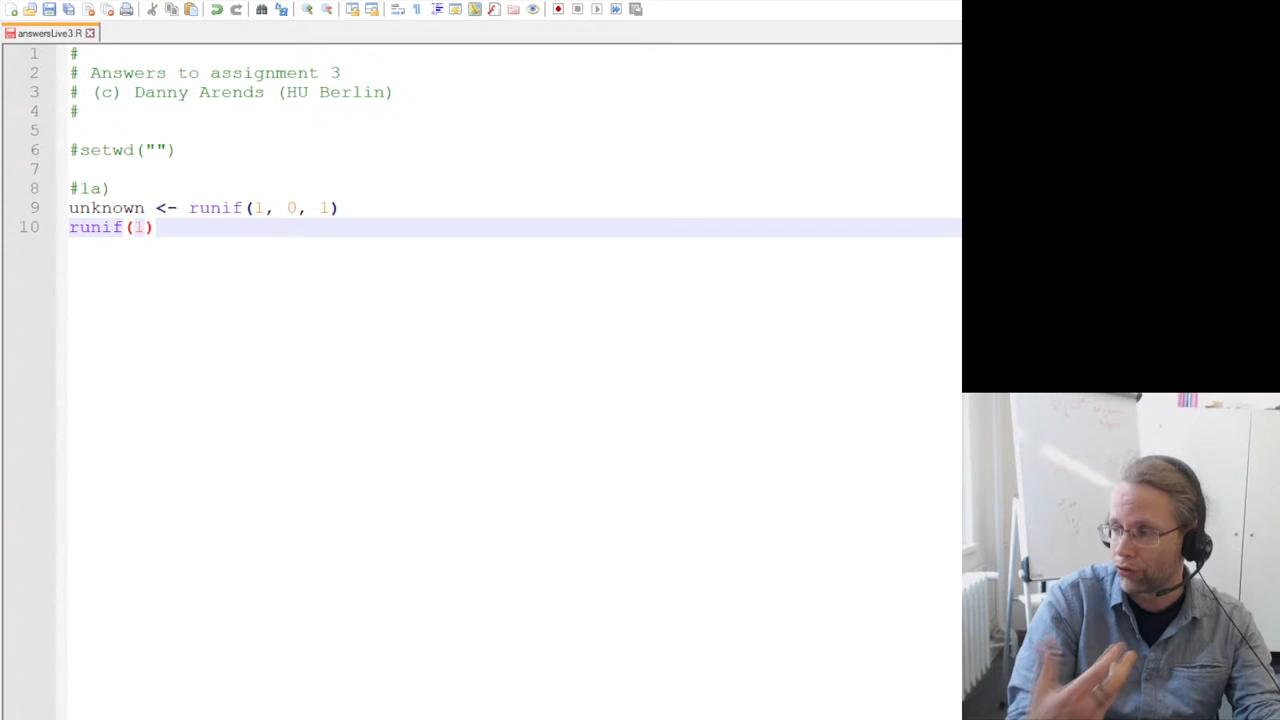 answersLive3.R
1 #
2 # Answers to assignment 3
3 # (c) Danny Arends (HU Berlin)
4 #
5
6 #setwd("")
7
8 #1a)
9 unknown <- runif(1, 0, 1)
10 runif(1)